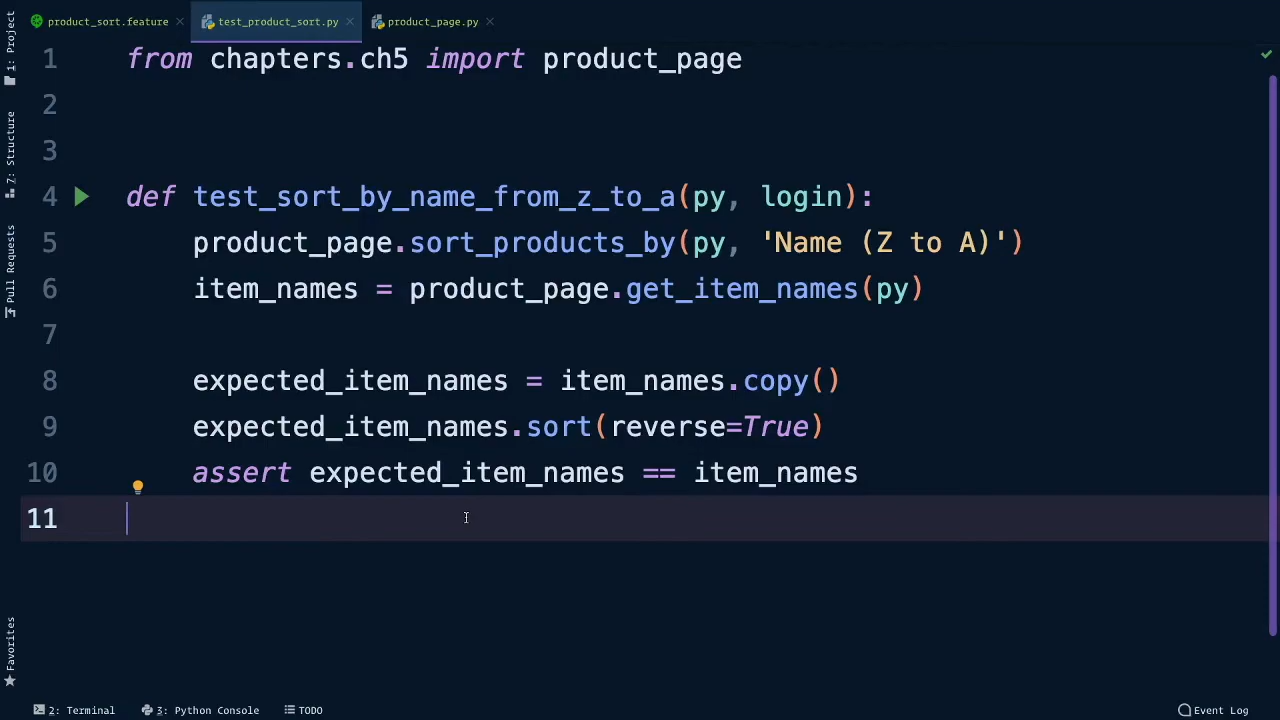 product_sort.feature
test_product_sort.py
product_page.py
1: Project
7: Structure
Pull Requests
Favorites
1 from chapters.ch5 import product_page
2
3
4 def test_sort_by_name_from_z_to_a(py, login):
5 product_page.sort_products_by(py, 'Name (Z to A)')
6 item_names = product_page.get_item_names(py)
7
8 expected_item_names = item_names.copy()
9 expected_item_names.sort(reverse=True)
10 assert expected_item_names == item_names
11
2: Terminal
3: Python Console
TODO
Event Log